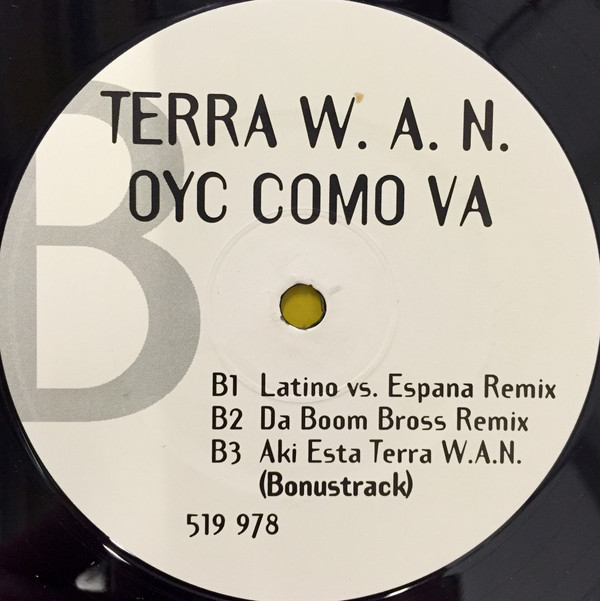 B
TERRA W. A. N.
OYC COMO VA
B1 Latino vs. Espana Remix
B2 Da Boom Bross Remix
B3 Aki Esta Terra W.A.N.
(Bonustrack)
519 978